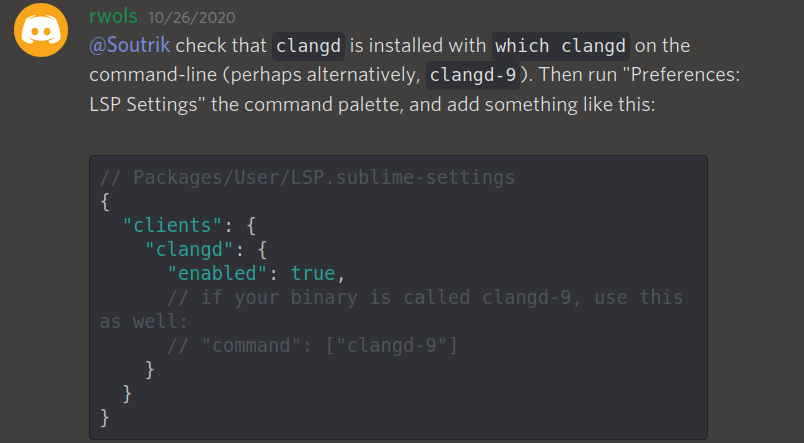 rwols 10/26/2020
@Soutrik check that clangd is installed with which clangd on the
command-line (perhaps alternatively, clangd-9). Then run "Preferences:
LSP Settings" the command palette, and add something like this:
// Packages/User/LSP.sublime-settings
{
  "clients": {
    "clangd": {
      "enabled": true,
      // if your binary is called clangd-9, use this
as well:
      // "command": ["clangd-9"]
    }
  }
}